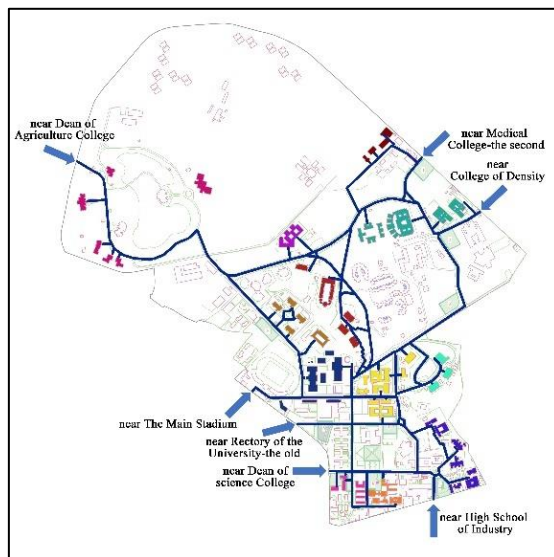 near Dean of
Agriculture College
near Medical
College-the second
near
College of Density
near The Main Stadium
near Rectory of the
University-the old
near Dean of
science College
near High School
of Industry